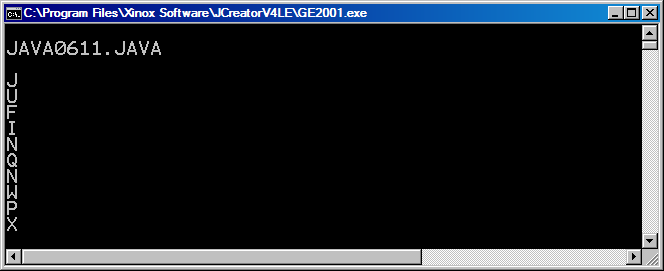 C:\Program Files\Xinox Software\JCreatorV4LE\GE2001.exe
JAVA0611.JAVA
J
U
F
I
N
Q
N
W
P
X